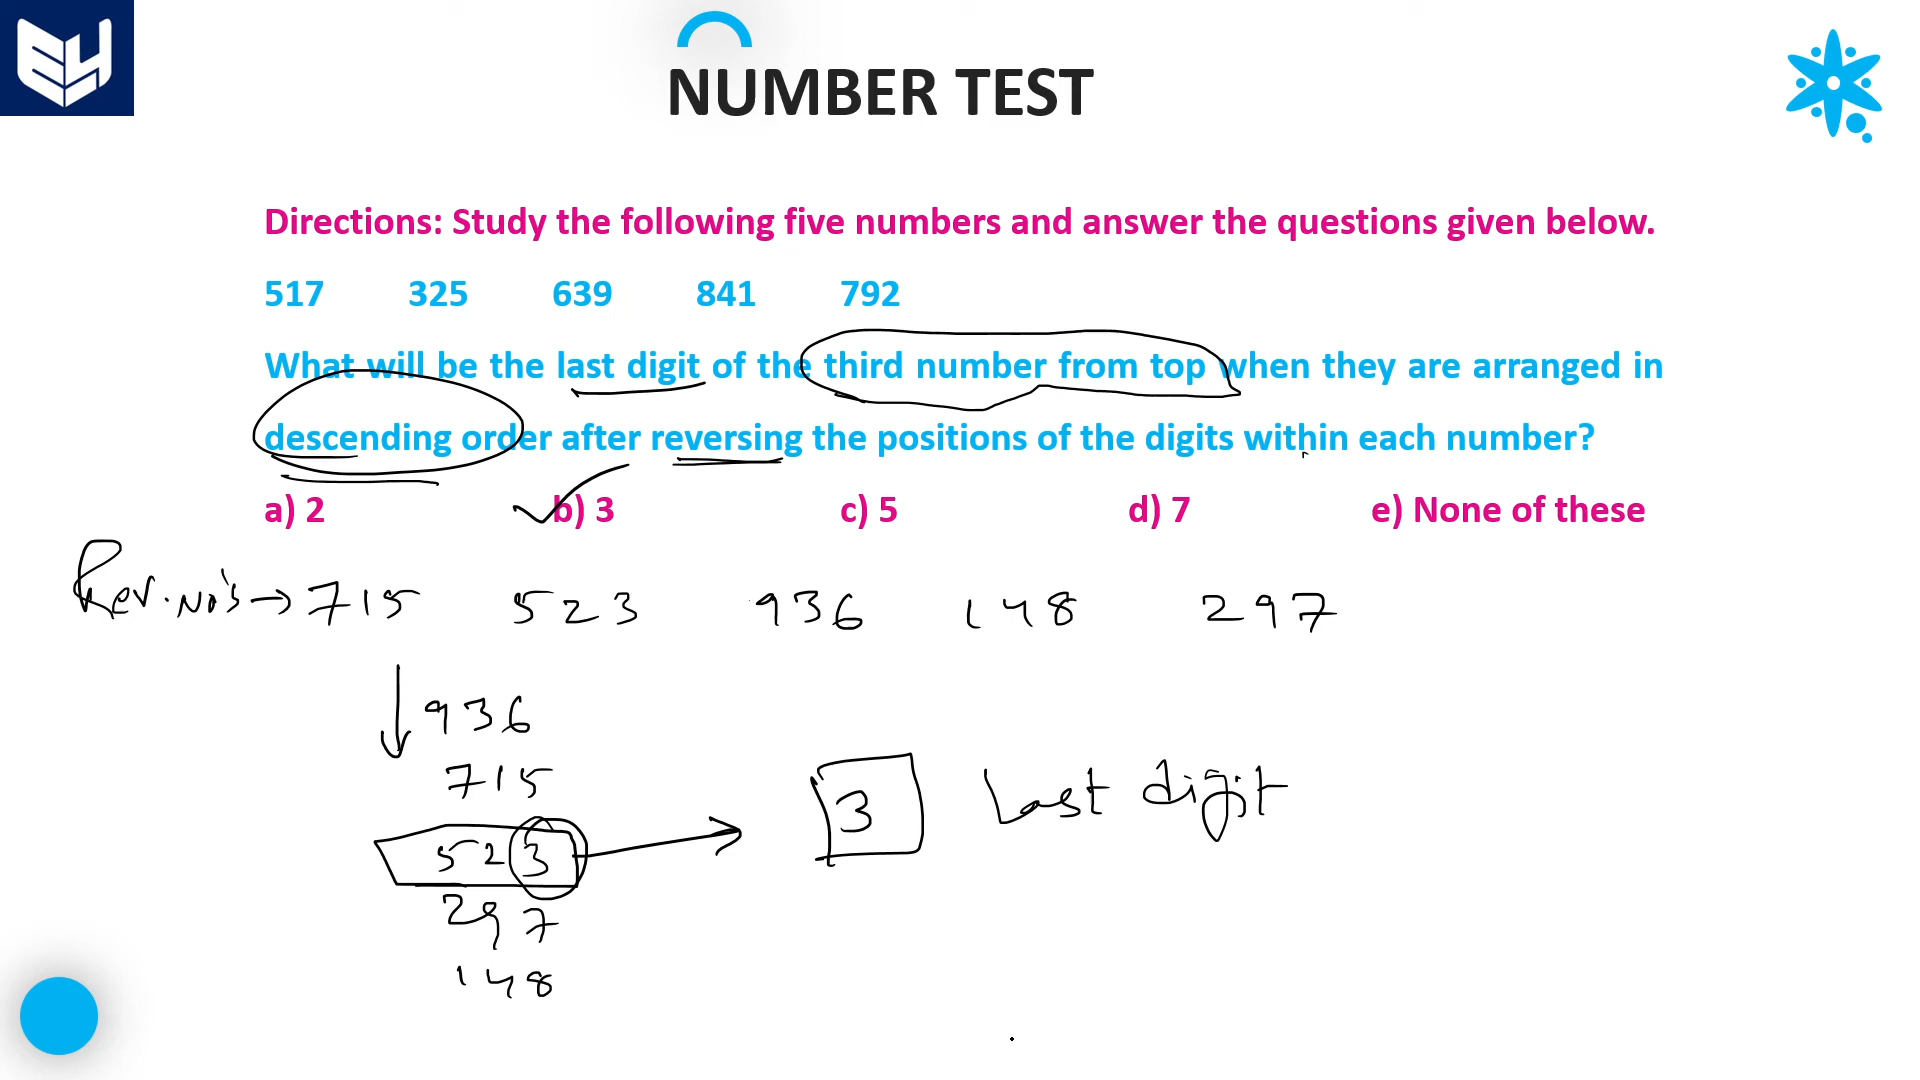 EY
NUMBER TEST
Directions: Study the following five numbers and answer the questions given below.
517 325 639 841 792
What will be the last digit of the third number from top when they are arranged in
descending order after reversing the positions of the digits within each number?
a) 2 b) 3 c) 5 d) 7 e) None of these
Rev. No's → 715 523 936 148 297
936
715
523 → 3 Last digit
297
148